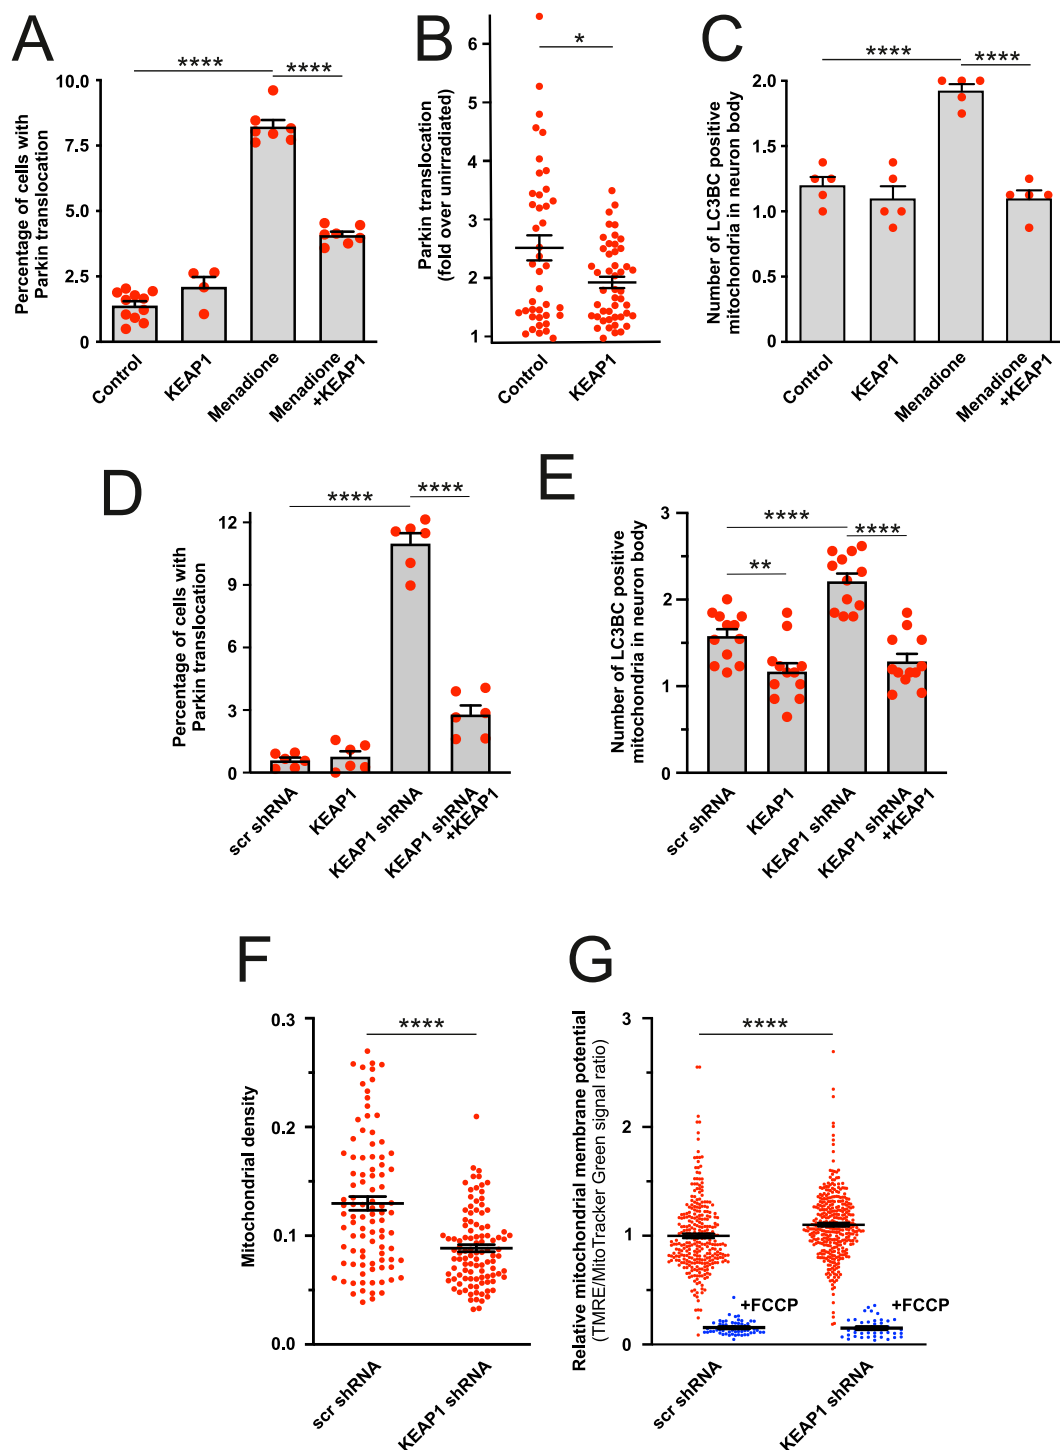 A
Percentage of cells with
Parkin translocation
10.0
7.5
5.0
2.5
0
****
****
Control
KEAP1
Menadione
Menadione
+KEAP1
B
Parkin translocation
(fold over unirradiated)
6
5
4
3
2
1
*
Control
KEAP1
C
Number of LC3BC positive
mitochondria in neuron body
2.0
1.5
1.0
0.5
0
****
****
Control
KEAP1
Menadione
Menadione
+KEAP1
D
Percentage of cells with
Parkin translocation
12
9
6
3
0
****
****
scr shRNA
KEAP1
KEAP1 shRNA
KEAP1 shRNA
+KEAP1
E
Number of LC3BC positive
mitochondria in neuron body
3
2
1
0
****
****
**
scr shRNA
KEAP1
KEAP1 shRNA
KEAP1 shRNA
+KEAP1
F
Mitochondrial density
0.3
0.2
0.1
0.0
****
scr shRNA
KEAP1 shRNA
G
Relative mitochondrial membrane potential
(TMRE/MitoTracker Green signal ratio)
3
2
1
0
****
+FCCP
+FCCP
scr shRNA
KEAP1 shRNA